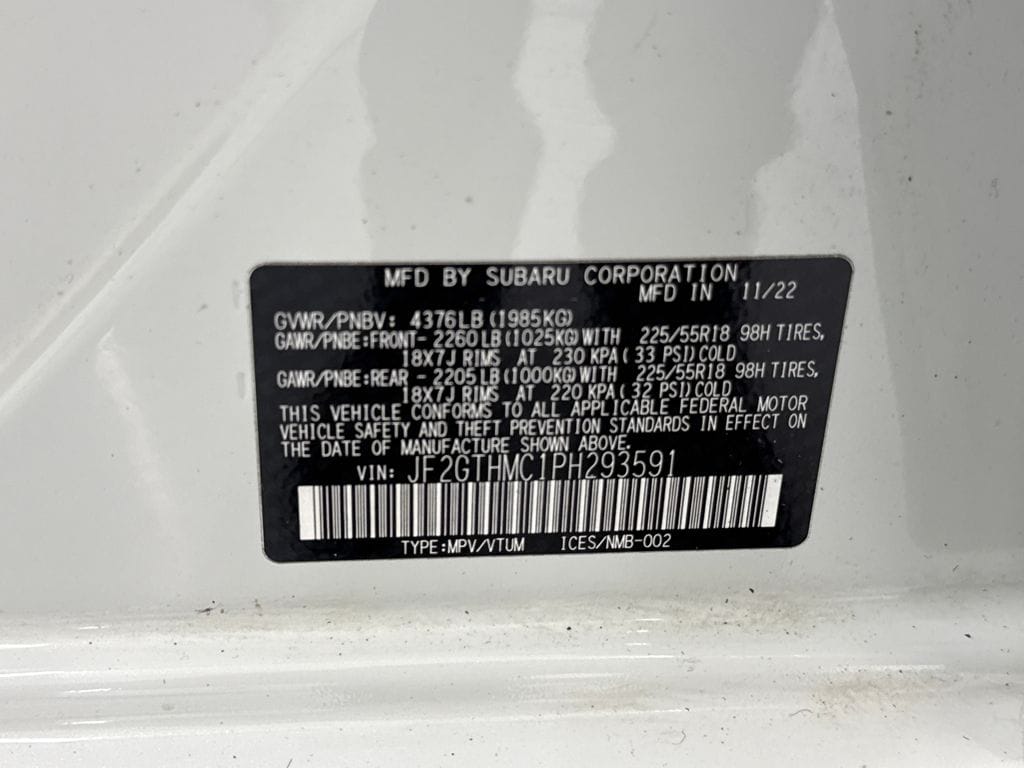 MFD BY SUBARU CORPORATION
MFD IN 11/22
GVWR/PNBV: 4376LB(1985KG)
GAWR/PNBE:FRONT-2260LB(1025KG)WITH 225/55R18 98H TIRES,
18X7J RIMS AT 230 KPA(33 PSI)COLD
GAWR/PNBE:REAR -2205LB(1000KG)WITH 225/55R18 98H TIRES,
18X7J RIMS AT 220 KPA(32 PSI)COLD
THIS VEHICLE CONFORMS TO ALL APPLICABLE FEDERAL MOTOR
VEHICLE SAFETY AND THEFT PREVENTION STANDARDS IN EFFECT ON
THE DATE OF MANUFACTURE SHOWN ABOVE.
VIN: JF2GTHMC1PH293591
TYPE:MPV/VTUM ICES/NMB-002